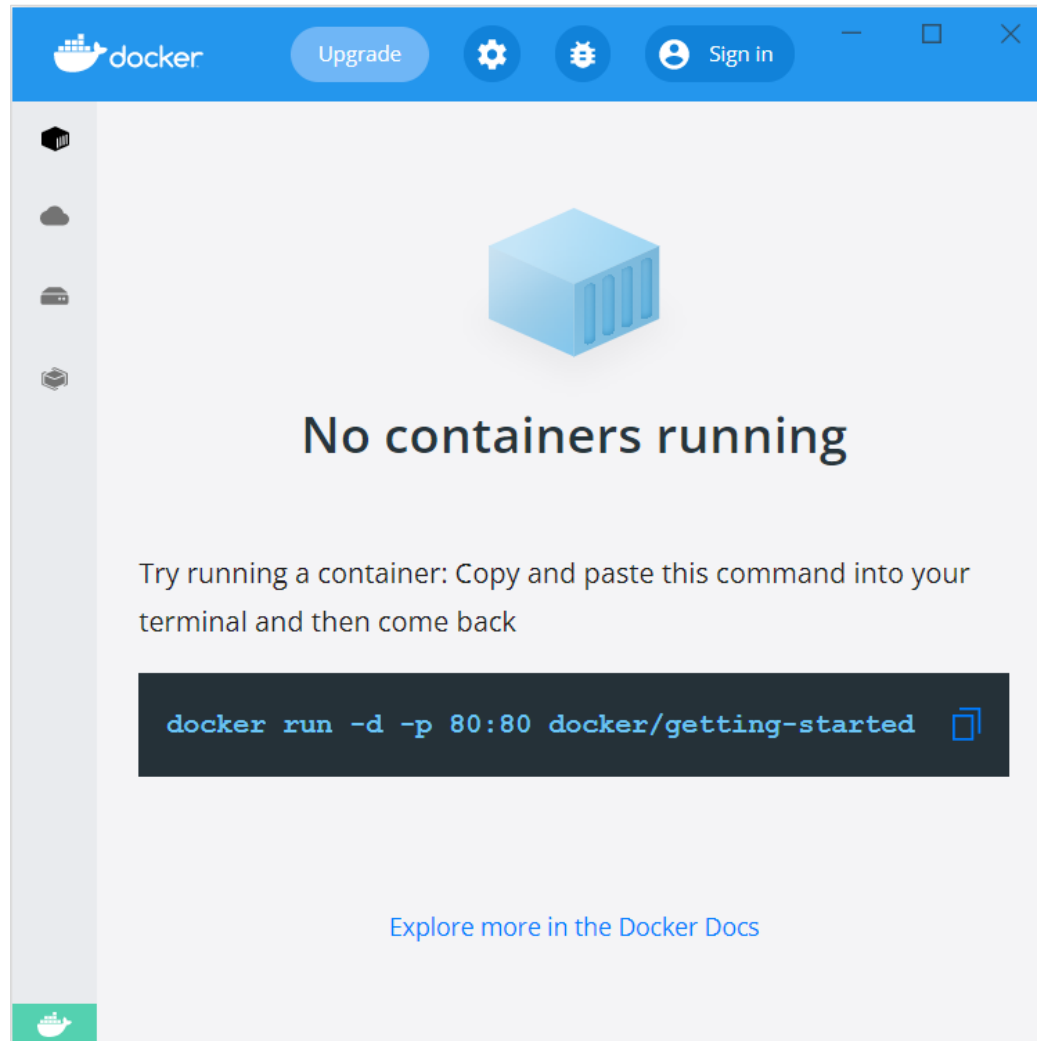 docker
Upgrade
Sign in
No containers running
Try running a container: Copy and paste this command into your
terminal and then come back
docker run -d -p 80:80 docker/getting-started
Explore more in the Docker Docs